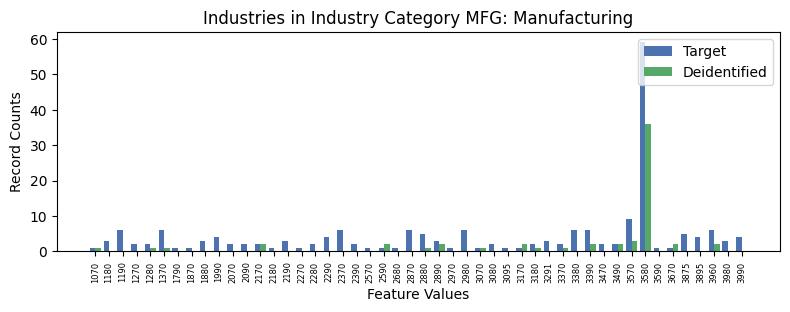 Industries in Industry Category MFG: Manufacturing
Target
Deidentified
Record Counts
60
50
40
30
20
10
0
1070 1180 1190 1270 1280 1370 1790 1870 1880 1990 2070 2090 2170 2180 2190 2270 2280 2290 2370 2390 2570 2590 2680 2870 2880 2890 2970 2980 3070 3080 3095 3170 3180 3291 3370 3380 3390 3470 3490 3570 3580 3590 3670 3875 3895 3960 3980 3990
Feature Values